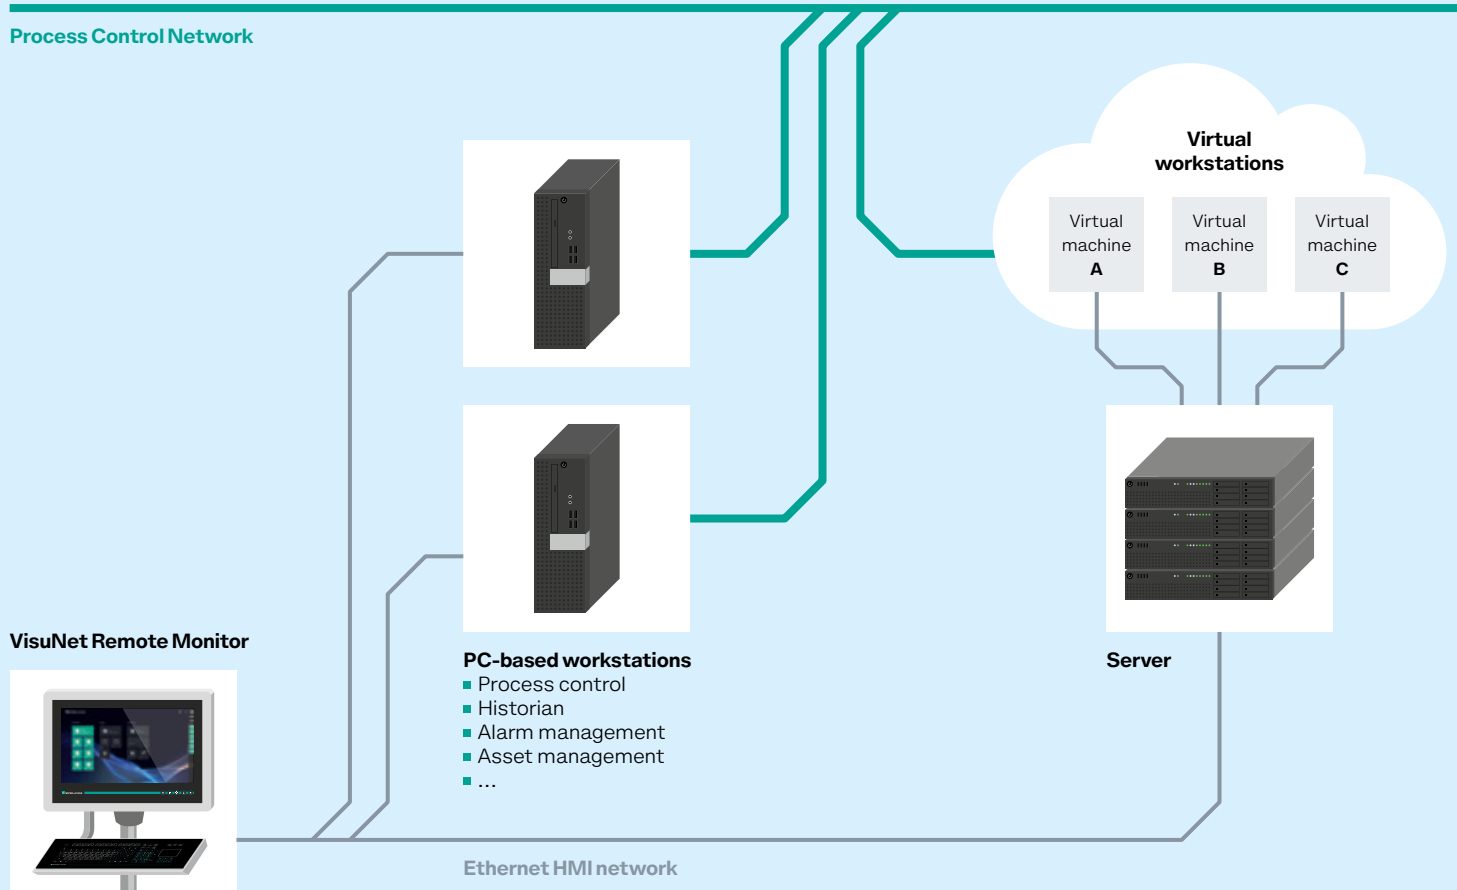 Process Control Network
Virtual
workstations
Virtual
machine
A
Virtual
machine
B
Virtual
machine
C
VisuNet Remote Monitor
PC-based workstations
Process control
Historian
Alarm management
Asset management
...
Server
Ethernet HMI network